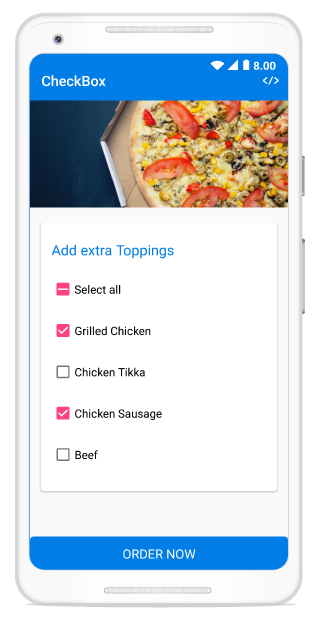 8.00
CheckBox
</>
Add extra Toppings
Select all
Grilled Chicken
Chicken Tikka
Chicken Sausage
Beef
ORDER NOW